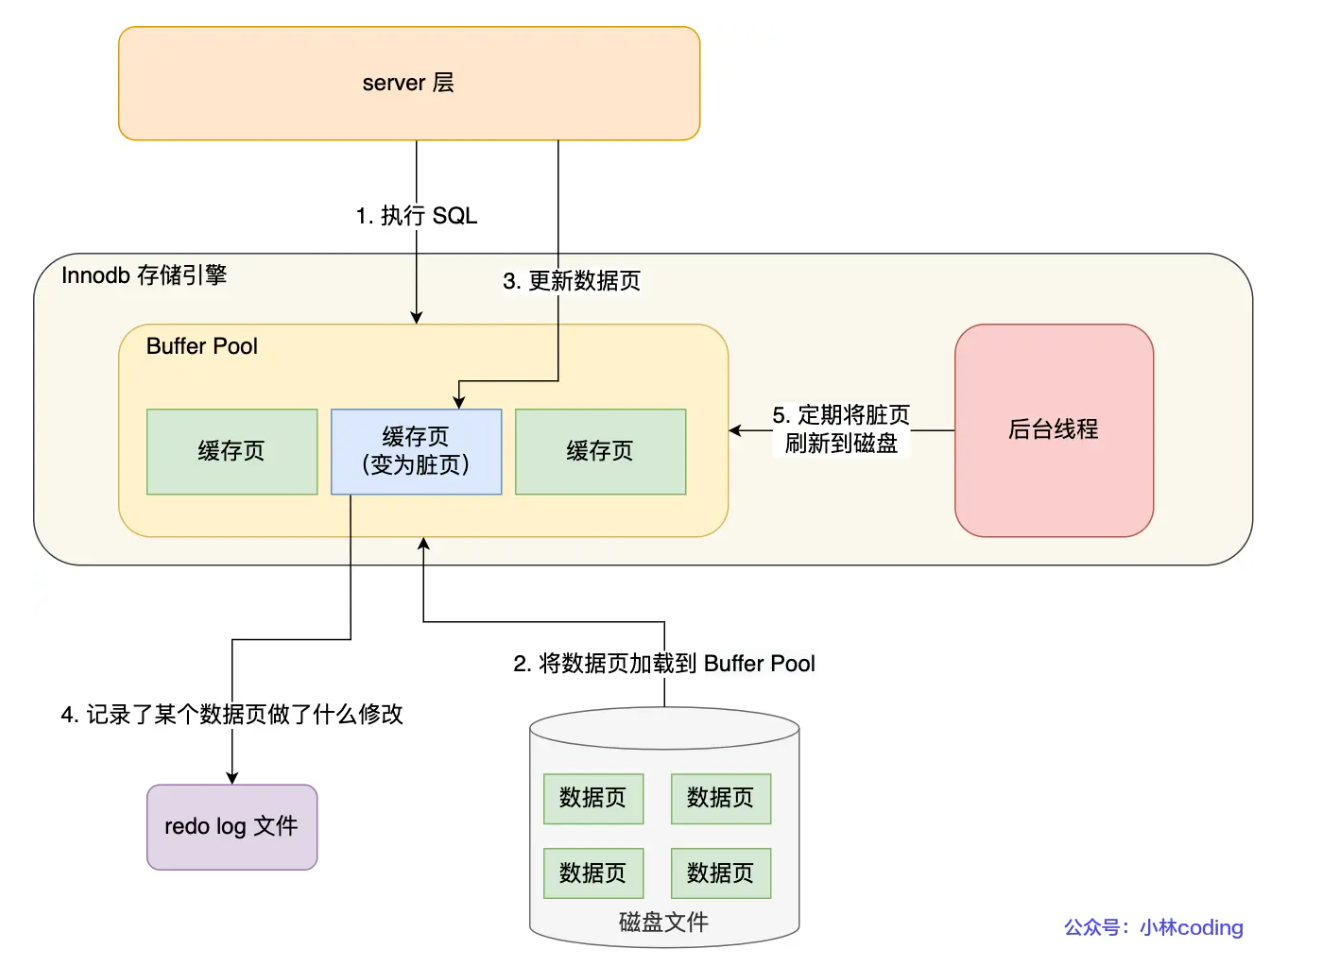 server 层
1. 执行 SQL
Innodb 存储引擎
3. 更新数据页
Buffer Pool
缓存页
缓存页
（变为脏页）
缓存页
5. 定期将脏页
刷新到磁盘
后台线程
2. 将数据页加载到 Buffer Pool
4. 记录了某个数据页做了什么修改
redo log 文件
数据页
数据页
数据页
数据页
磁盘文件
公众号：小林coding